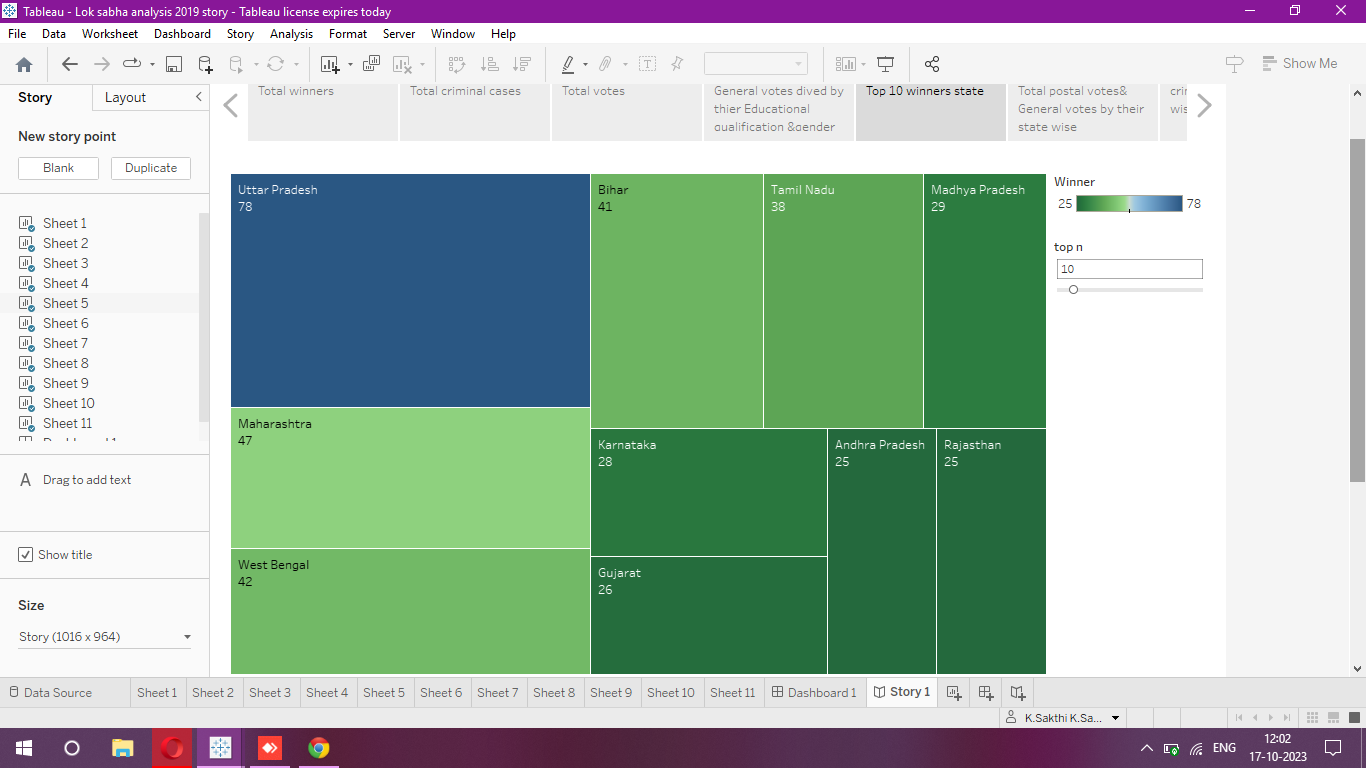 Tableau - Lok sabha analysis 2019 story - Tableau license expires today
File Data Worksheet Dashboard Story Analysis Format Server Window Help
Show Me
Story Layout
New story point
Blank Duplicate
Sheet 1
Sheet 2
Sheet 3
Sheet 4
Sheet 5
Sheet 6
Sheet 7
Sheet 8
Sheet 9
Sheet 10
Sheet 11
A Drag to add text
Show title
Size
Story (1016 x 964)
Total winners
Total criminal cases
Total votes
General votes dived by
thier Educational
qualification &gender
Top 10 winners state
Total postal votes&
General votes by their
state wise
Uttar Pradesh
78
Maharashtra
47
West Bengal
42
Bihar
41
Tamil Nadu
38
Madhya Pradesh
29
Karnataka
28
Gujarat
26
Andhra Pradesh
25
Rajasthan
25
Winner
25 78
top n
10
Data Source Sheet 1 Sheet 2 Sheet 3 Sheet 4 Sheet 5 Sheet 6 Sheet 7 Sheet 8 Sheet 9 Sheet 10 Sheet 11 Dashboard 1 Story 1
K.Sakthi K.Sa...
ENG
12:02
17-10-2023